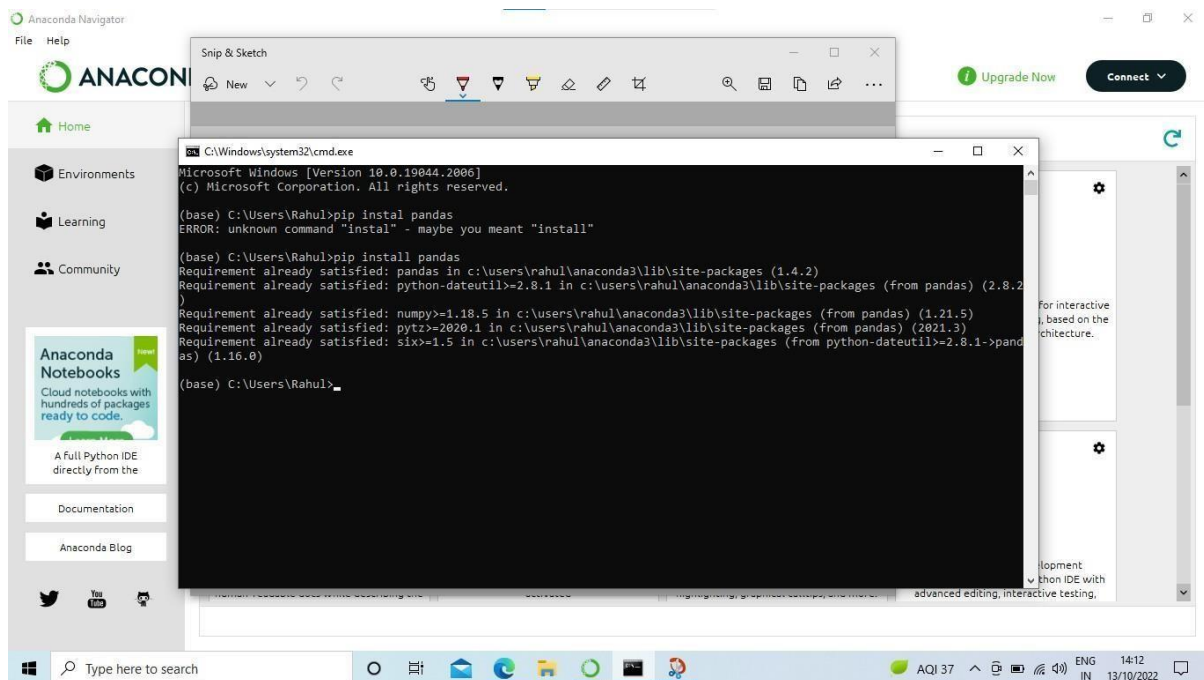 Anaconda Navigator
File Help
Snip & Sketch
ANACON
New
Upgrade Now
Connect
Home
Environments
Learning
Community
C:\Windows\system32\cmd.exe
Microsoft Windows [Version 10.0.19044.2006]
(c) Microsoft Corporation. All rights reserved.
(base) C:\Users\Rahul>pip instal pandas
ERROR: unknown command "instal" - maybe you meant "install"
(base) C:\Users\Rahul>pip install pandas
Requirement already satisfied: pandas in c:\users\rahul\anaconda3\lib\site-packages (1.4.2)
Requirement already satisfied: python-dateutil>=2.8.1 in c:\users\rahul\anaconda3\lib\site-packages (from pandas) (2.8.2
)
Requirement already satisfied: numpy>=1.18.5 in c:\users\rahul\anaconda3\lib\site-packages (from pandas) (1.21.5)
Requirement already satisfied: pytz>=2020.1 in c:\users\rahul\anaconda3\lib\site-packages (from pandas) (2021.3)
Requirement already satisfied: six>=1.5 in c:\users\rahul\anaconda3\lib\site-packages (from python-dateutil>=2.8.1->pand
as) (1.16.0)
(base) C:\Users\Rahul>
for interactive
, based on the
chitecture.
Anaconda
Notebooks
New!
Cloud notebooks with
hundreds of packages
ready to code.
Learn More
A full Python IDE
directly from the
Documentation
Anaconda Blog
You
Tube
lopment
thon IDE with
advanced editing, interactive testing,
Type here to search
AQI 37
ENG
IN
14:12
13/10/2022